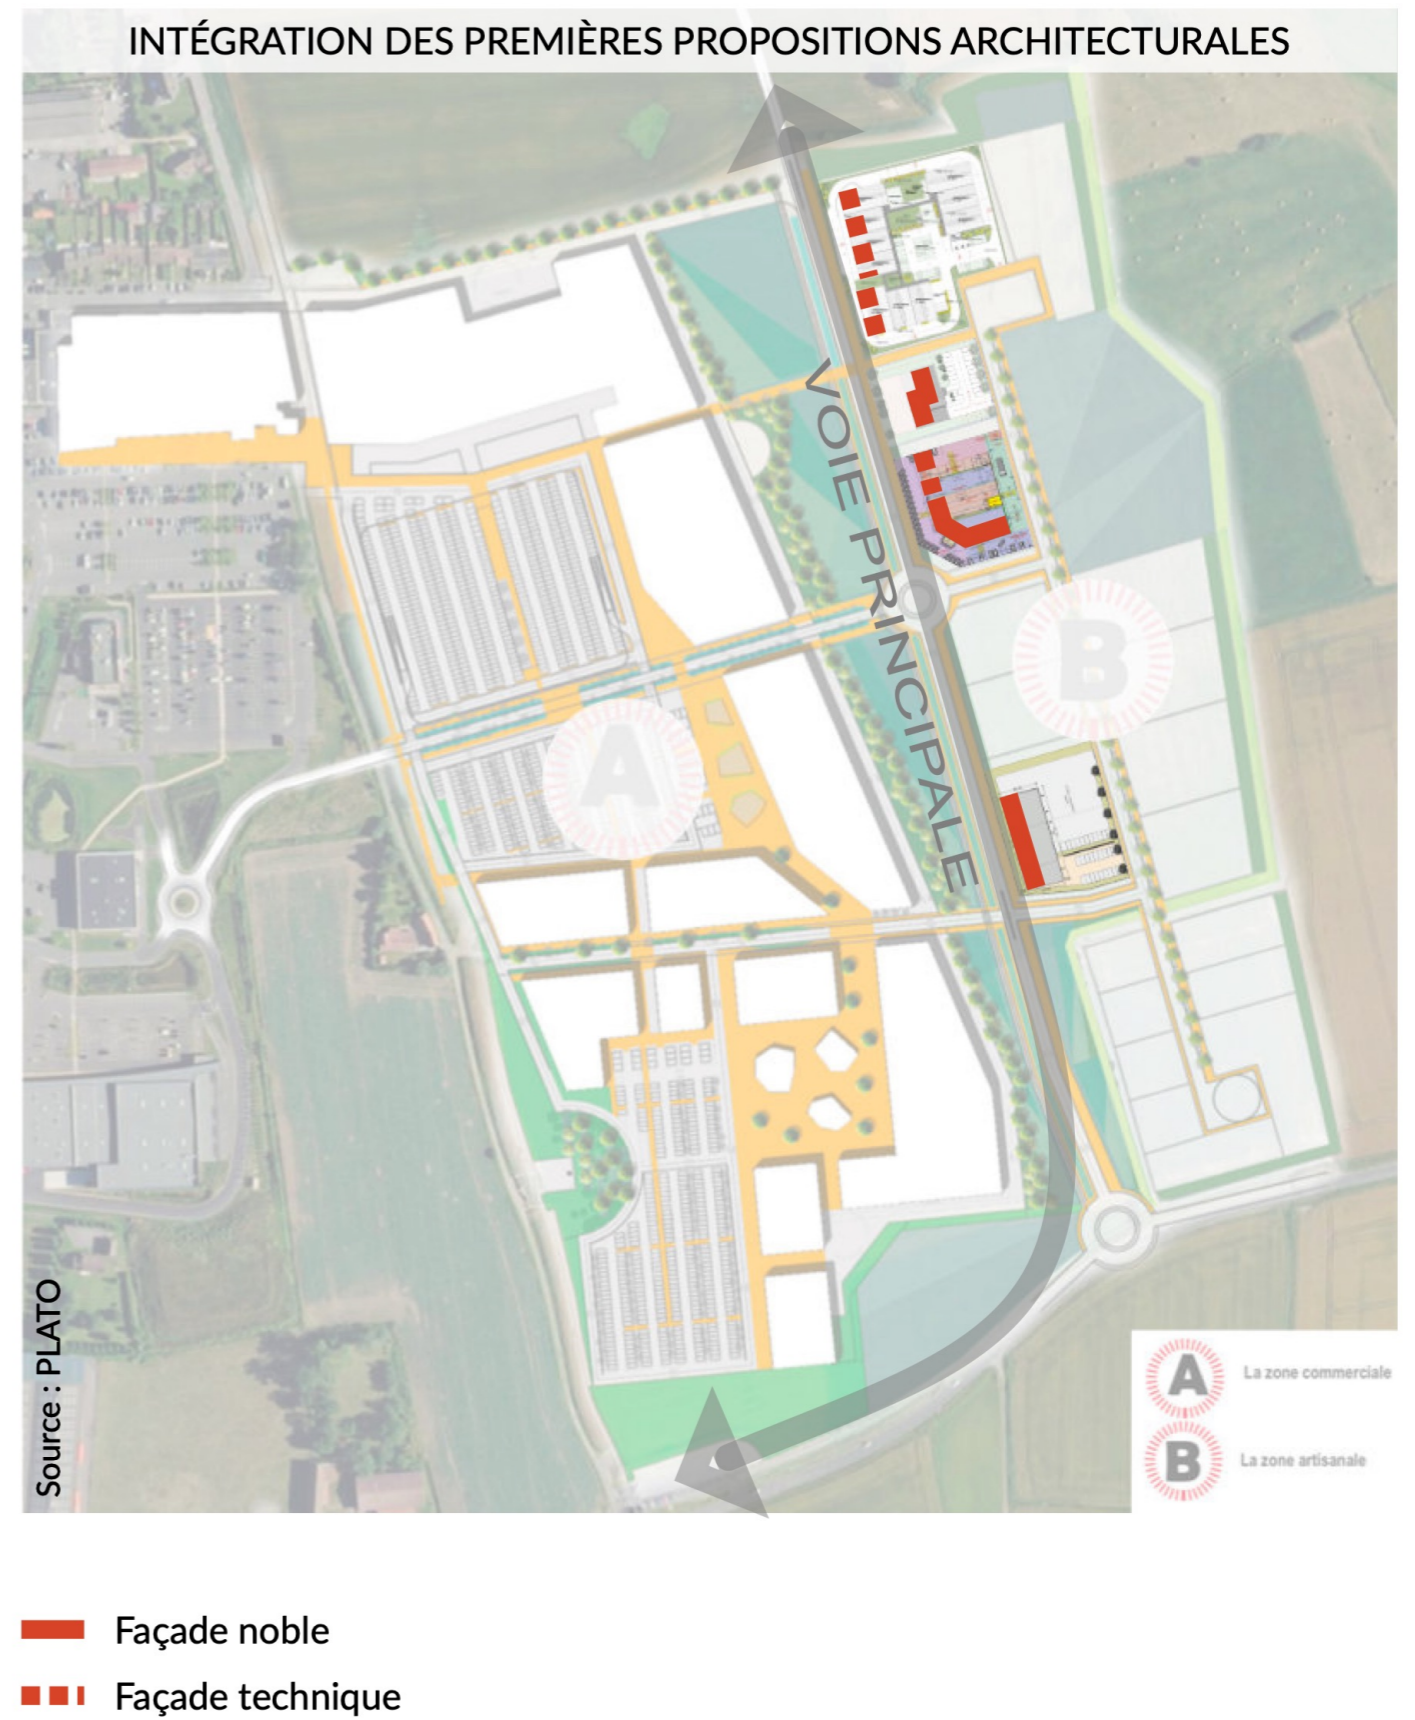 INTÉGRATION DES PREMIÈRES PROPOSITIONS ARCHITECTURALES
VOIE PRINCIPALE
B
A
A
La zone commerciale
B
La zone artisanale
Source : PLATO
Façade noble
Façade technique